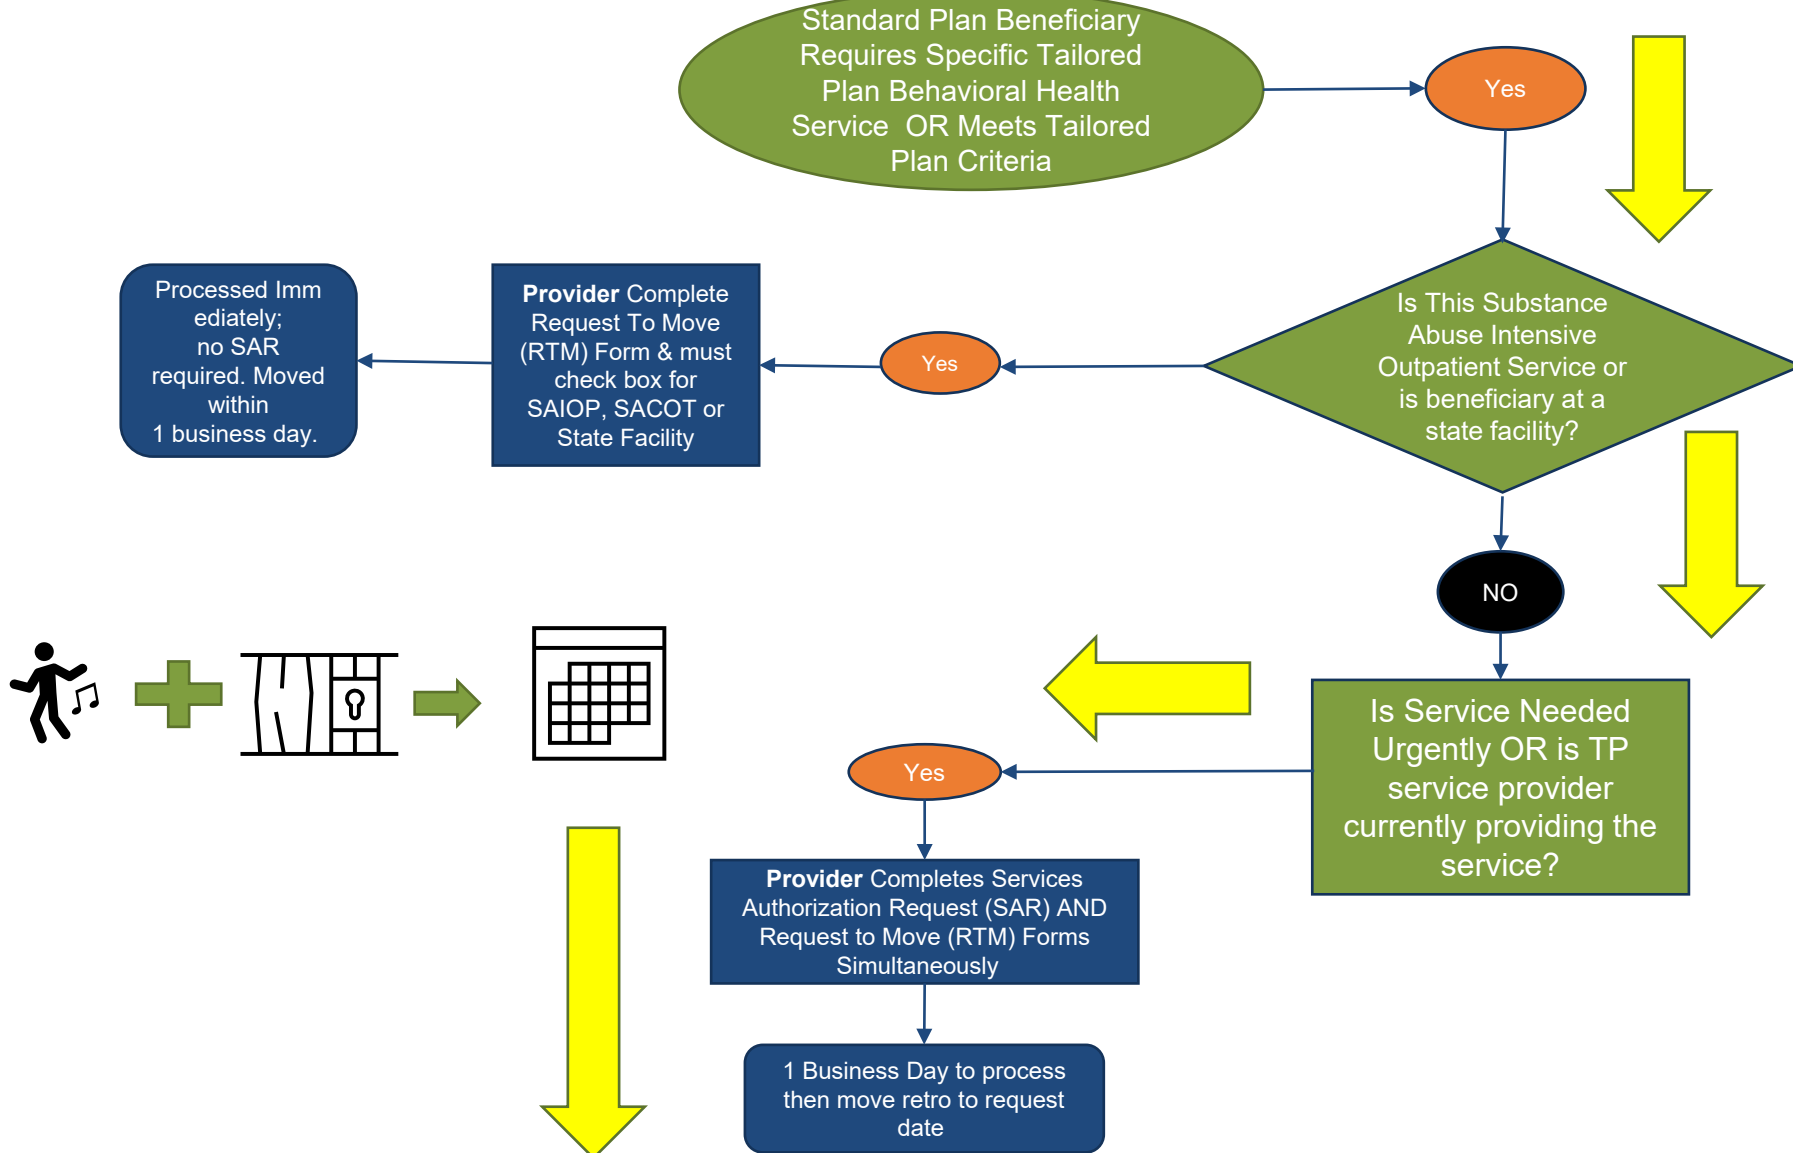 Standard Plan Beneficiary
Requires Specific Tailored
Plan Behavioral Health
Service OR Meets Tailored
Plan Criteria
Yes
Is This Substance
Abuse Intensive
Outpatient Service or
is beneficiary at a
state facility?
Yes
Provider Complete
Request To Move
(RTM) Form & must
check box for
SAIOP, SACOT or
State Facility
Processed Imm
ediately;
no SAR
required. Moved
within
1 business day.
NO
Is Service Needed
Urgently OR is TP
service provider
currently providing the
service?
Yes
Provider Completes Services
Authorization Request (SAR) AND
Request to Move (RTM) Forms
Simultaneously
1 Business Day to process
then move retro to request
date